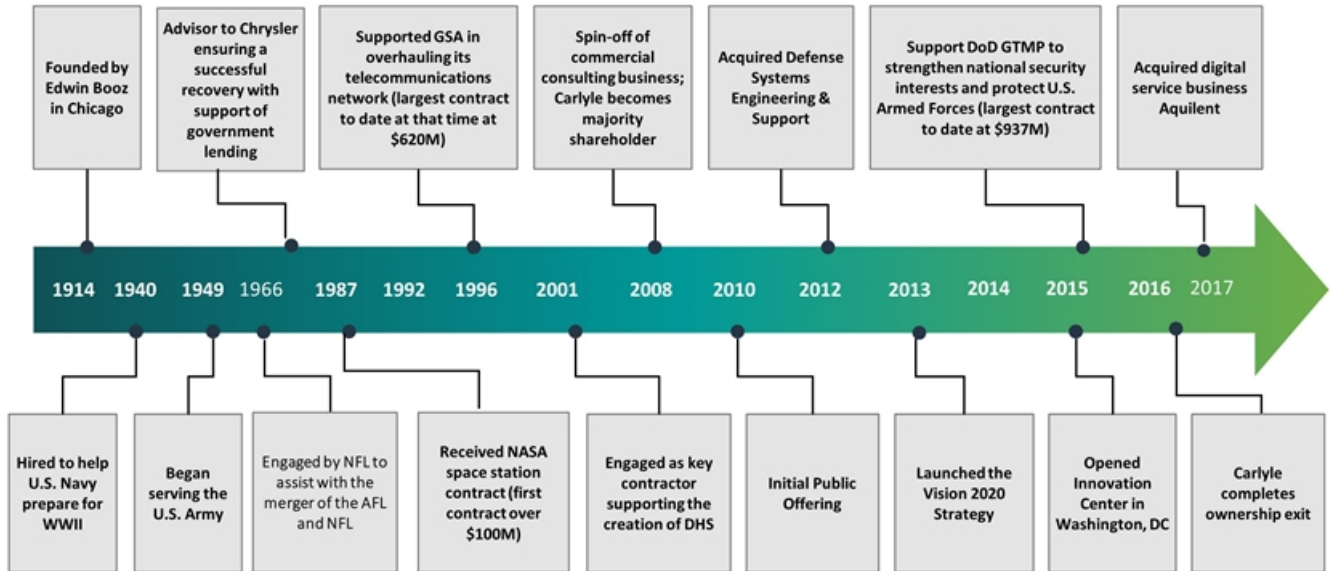 Founded by
Edwin Booz
in Chicago
Advisor to Chrysler
ensuring a
successful
recovery with
support of
government
lending
Supported GSA in
overhauling its
telecommunications
network (largest contract
to date at that time at
$620M)
Spin-off of
commercial
consulting business;
Carlyle becomes
majority
shareholder
Acquired Defense
Systems
Engineering &
Support
Support DoD GTMP to
strengthen national security
interests and protect U.S.
Armed Forces (largest contract
to date at $937M)
Acquired digital
service business
Aquilent
1914 1940 1949 1966 1987 1992 1996 2001 2008 2010 2012 2013 2014 2015 2016 2017
Hired to help
U.S. Navy
prepare for
WWII
Began
serving the
U.S. Army
Engaged by NFL to
assist with the
merger of the AFL
and NFL
Received NASA
space station
contract (first
contract over
$100M)
Engaged as key
contractor
supporting the
creation of DHS
Initial Public
Offering
Launched the
Vision 2020
Strategy
Opened
Innovation
Center in
Washington, DC
Carlyle
completes
ownership exit